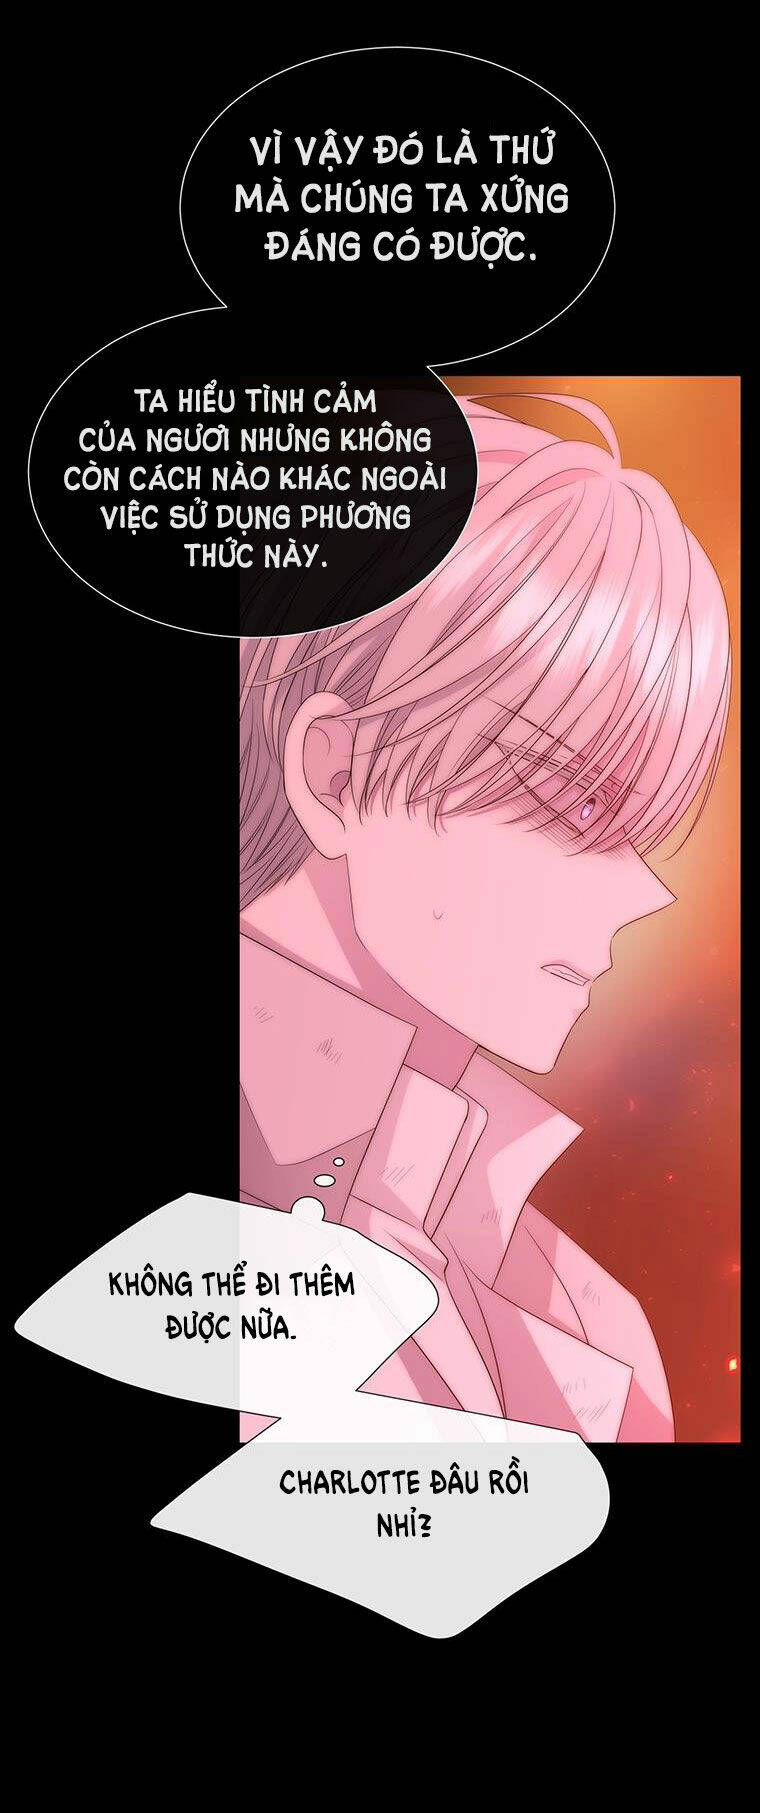 VÌ VẬY ĐÓ LÀ THỨ
MÀ CHÚNG TA XỨNG
ĐÁNG CÓ ĐƯỢC.
TA HIỂU TÌNH CẢM
CỦA NGƯƠI NHƯNG KHÔNG
CÒN CÁCH NÀO KHÁC NGOÀI
VIỆC SỬ DỤNG PHƯƠNG
THỨC NÀY.
KHÔNG THỂ ĐI THÊM
ĐƯỢC NỮA.
CHARLOTTE ĐÂU RỒI
NHỈ?